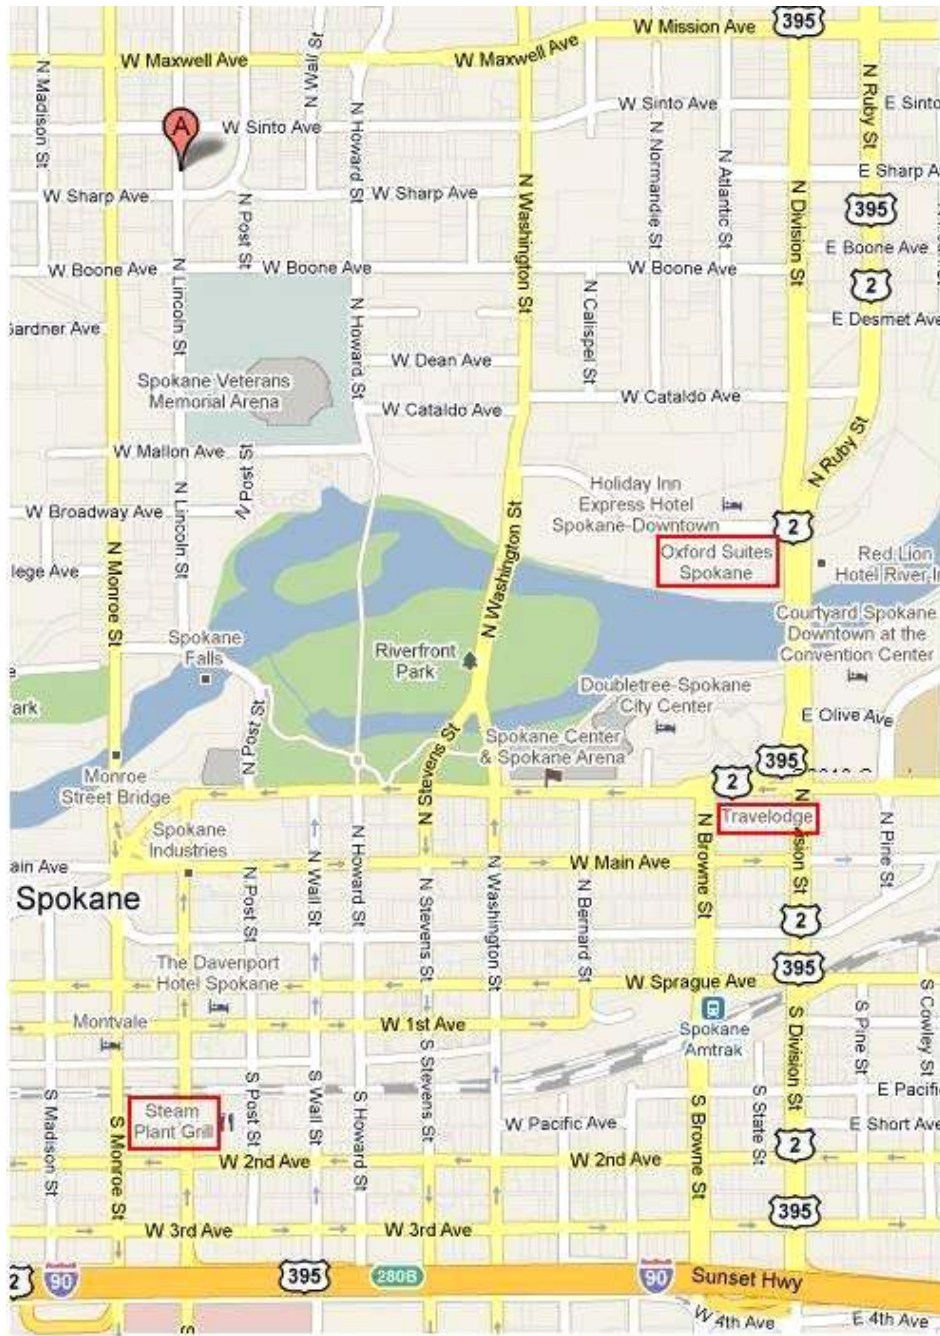 395
W Mission Ave
W Maxwell Ave
W Maxwell Ave
N Madison St
N Wall St
N Howard St
N Ruby St
A
W Sinto Ave
W Sinto Ave
E Sinto
N Normandie St
N Atlantic St
E Sharp A
W Sharp Ave
W Sharp Ave
N Washington St
N Division St
395
N Post St
E Boone Ave
W Boone Ave
W Boone Ave
W Boone Ave
2
N Lincoln St
N Howard St
N Calispel St
E Desmet Ave
Gardner Ave
W Dean Ave
Spokane Veterans
Memorial Arena
W Cataldo Ave
W Cataldo Ave
W Mallon Ave
N Post St
N Ruby St
N Lincoln St
Holiday Inn
Express Hotel
Spokane-Downtown
W Broadway Ave
2
N Monroe St
N Washington St
Oxford Suites
Spokane
Red Lion
Hotel River-In
lege Ave
Courtyard Spokane
Downtown at the
Convention Center
Spokane
Falls
Riverfront
Park
Doubletree-Spokane
City Center
ark
E Olive Ave
N Post St
N Stevens St
Spokane Center
& Spokane Arena
395
2
Monroe
Street Bridge
Travelodge
N Division St
N Browne St
N Pine St
Spokane
Industries
ain Ave
W Main Ave
N Post St
N Wall St
N Howard St
N Stevens St
N Washington St
N Bernard St
Spokane
2
The Davenport
Hotel Spokane
395
W Sprague Ave
Montvale
W 1st Ave
Spokane
Amtrak
S Division St
S Pine St
S Cowley St
S Madison St
S Monroe St
Steam
Plant Grill
S Post St
S Wall St
S Howard St
S Stevens St
S Browne St
S State St
E Pacific
W Pacific Ave
E Short Ave
2
W 2nd Ave
W 2nd Ave
395
W 3rd Ave
W 3rd Ave
2
90
395
280B
90
Sunset Hwy
W 4th Ave
E 4th Ave